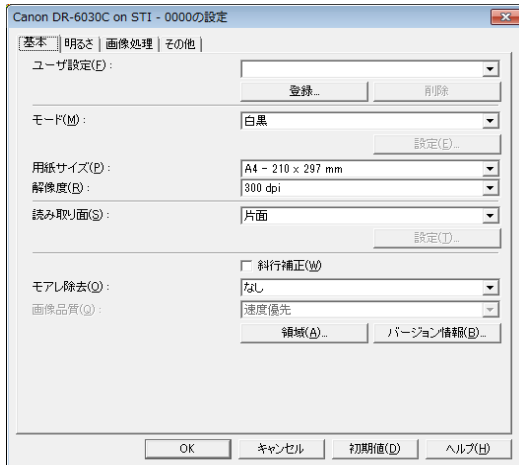 Canon DR-6030C on STI - 0000の設定
基本 明るさ 画像処理 その他
ユーザ設定(F):
登録... 削除
モード(M): 白黒
設定(E)...
用紙サイズ(P): A4 - 210 x 297 mm
解像度(R): 300 dpi
読み取り面(S): 片面
設定(T)...
斜行補正(W)
モアレ除去(O): なし
画像品質(Q): 速度優先
領域(A)... バージョン情報(B)...
OK キャンセル 初期値(D) ヘルプ(H)